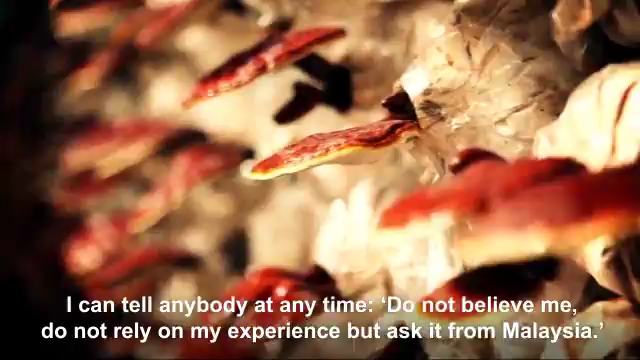 I can tell anybody at any time: ‘Do not believe me,
do not rely on my experience but ask it from Malaysia.’